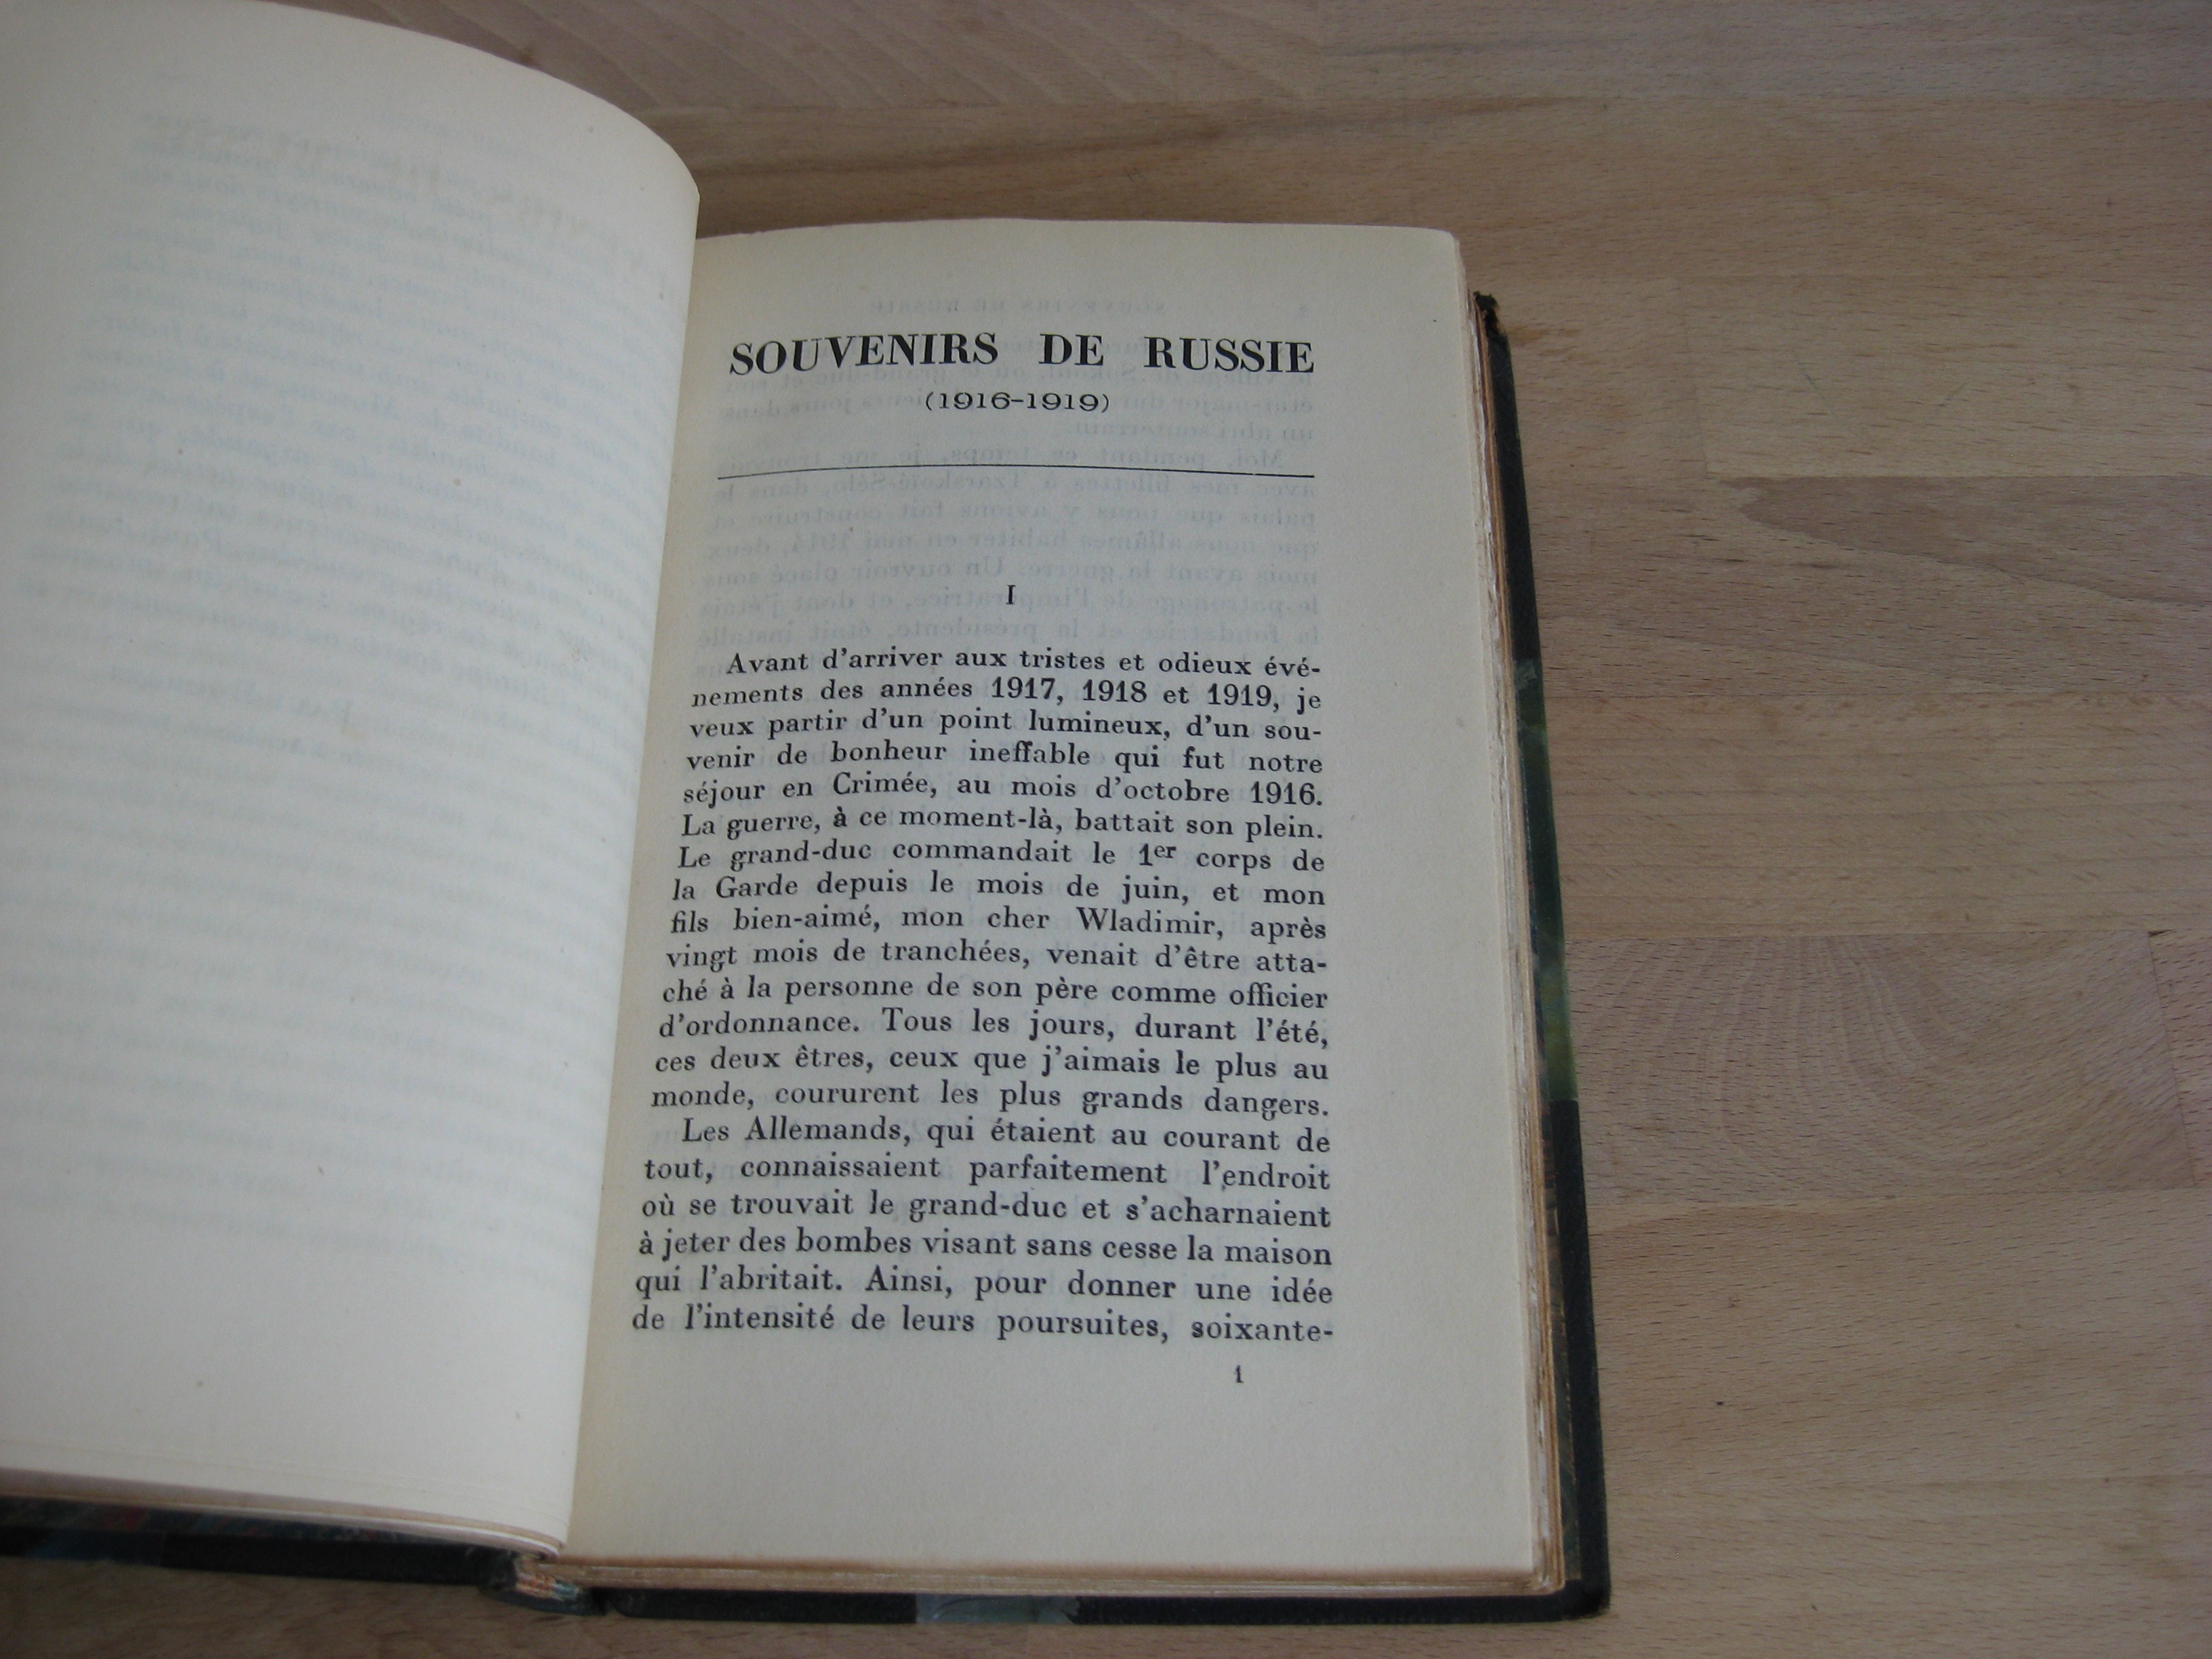 SOUVENIRS DE RUSSIE
(1916-1919)
I
Avant d'arriver aux tristes et odieux évé-
nements des années 1917, 1918 et 1919, je
veux partir d'un point lumineux, d'un sou-
venir de bonheur ineffable qui fut notre
séjour en Crimée, au mois d'octobre 1916.
La guerre, à ce moment-là, battait son plein.
Le grand-duc commandait le 1er corps de
la Garde depuis le mois de juin, et mon
fils bien-aimé, mon cher Wladimir, après
vingt mois de tranchées, venait d'être atta-
ché à la personne de son père comme officier
d'ordonnance. Tous les jours, durant l'été,
ces deux êtres, ceux que j'aimais le plus au
monde, coururent les plus grands dangers.
Les Allemands, qui étaient au courant de
tout, connaissaient parfaitement l'endroit
où se trouvait le grand-duc et s'acharnaient
à jeter des bombes visant sans cesse la maison
qui l'abritait. Ainsi, pour donner une idée
de l'intensité de leurs poursuites, soixante-
1